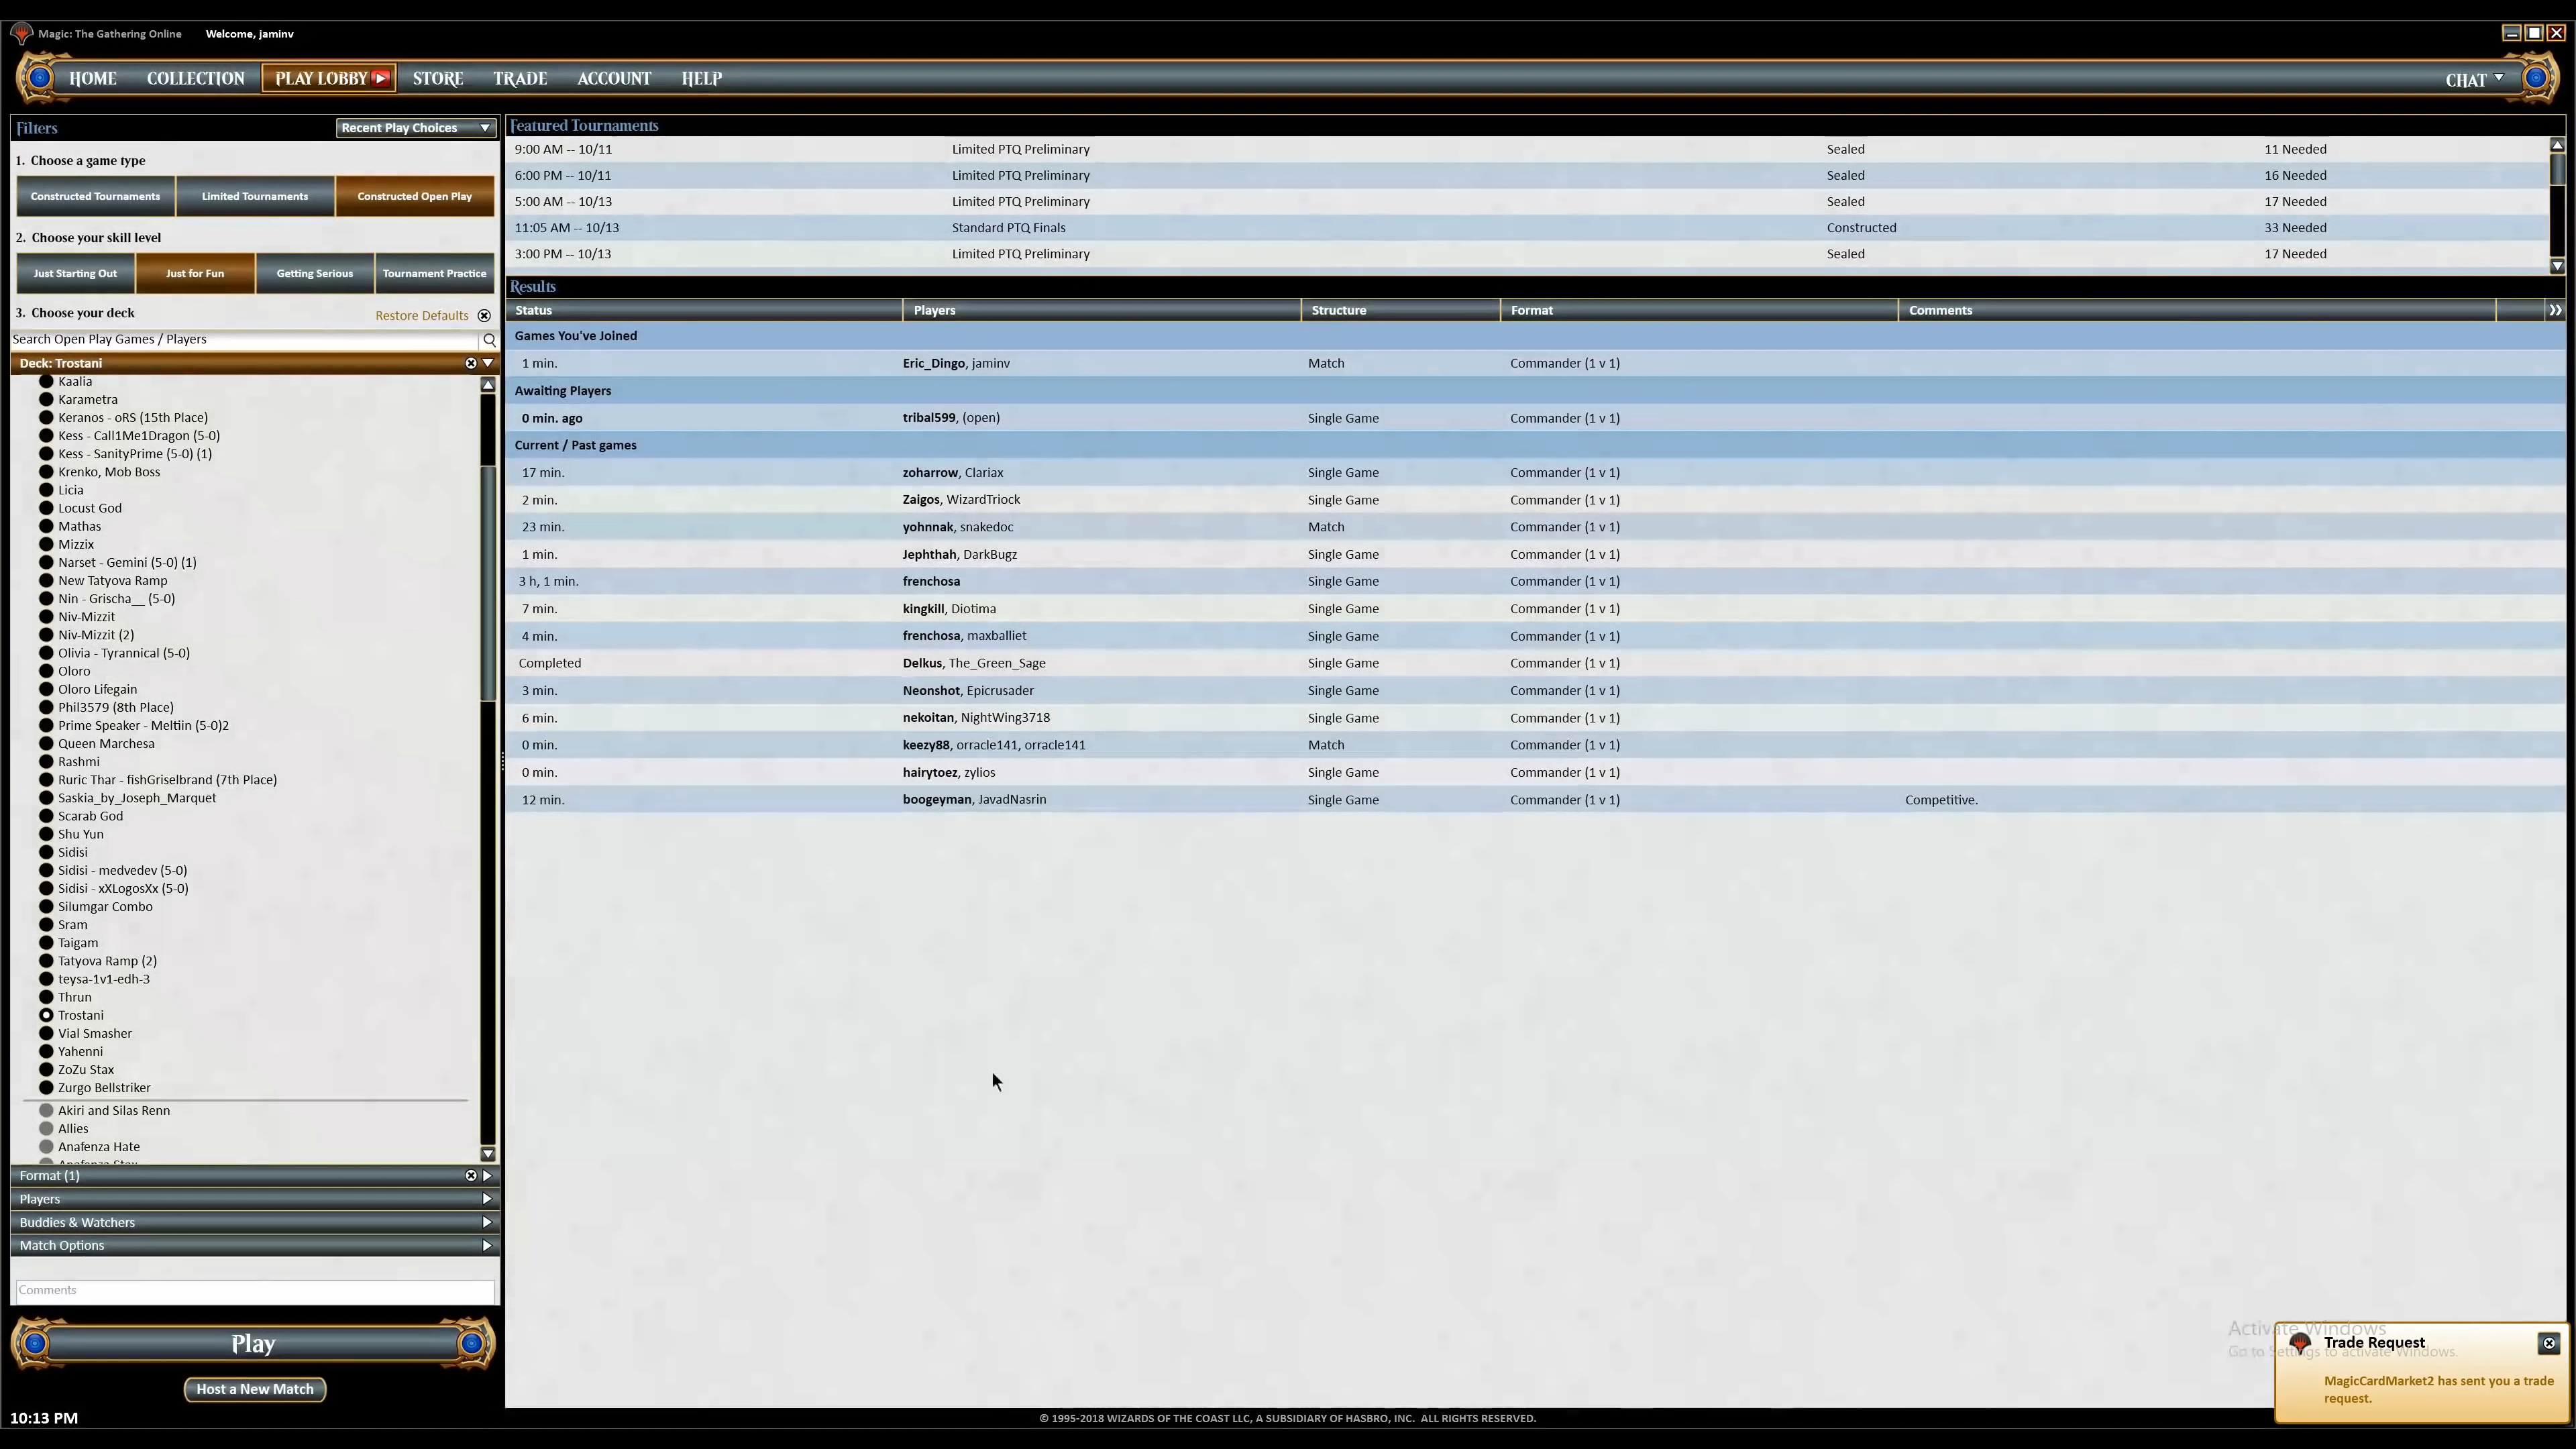 Magic: The Gathering Online Welcome, jaminv
HOME COLLECTION PLAY LOBBY STORE TRADE ACCOUNT HELP CHAT
Filters Recent Play Choices
1. Choose a game type
Constructed Tournaments Limited Tournaments Constructed Open Play
2. Choose your skill level
Just Starting Out Just for Fun Getting Serious Tournament Practice
3. Choose your deck Restore Defaults
Search Open Play Games / Players
Deck: Trostani
Kaalia
Karametra
Keranos - oRS (15th Place)
Kess - Call1Me1Dragon (5-0)
Kess - SanityPrime (5-0) (1)
Krenko, Mob Boss
Licia
Locust God
Mathas
Mizzix
Narset - Gemini (5-0) (1)
New Tatyova Ramp
Nin - Grischa__ (5-0)
Niv-Mizzit
Niv-Mizzit (2)
Olivia - Tyrannical (5-0)
Oloro
Oloro Lifegain
Phil3579 (8th Place)
Prime Speaker - Meltiin (5-0)2
Queen Marchesa
Rashmi
Ruric Thar - fishGriselbrand (7th Place)
Saskia_by_Joseph_Marquet
Scarab God
Shu Yun
Sidisi
Sidisi - medvedev (5-0)
Sidisi - xXLogosXx (5-0)
Silumgar Combo
Sram
Taigam
Tatyova Ramp (2)
teysa-1v1-edh-3
Thrun
Trostani
Vial Smasher
Yahenni
ZoZu Stax
Zurgo Bellstriker
Akiri and Silas Renn
Allies
Anafenza Hate
Format (1)
Players
Buddies & Watchers
Match Options
Comments
Play
Host a New Match
10:13 PM
Featured Tournaments
9:00 AM -- 10/11 Limited PTQ Preliminary Sealed 11 Needed
6:00 PM -- 10/11 Limited PTQ Preliminary Sealed 16 Needed
5:00 AM -- 10/13 Limited PTQ Preliminary Sealed 17 Needed
11:05 AM -- 10/13 Standard PTQ Finals Constructed 33 Needed
3:00 PM -- 10/13 Limited PTQ Preliminary Sealed 17 Needed
Results
Status Players Structure Format Comments
Games You've Joined
1 min. Eric_Dingo, jaminv Match Commander (1 v 1)
Awaiting Players
0 min. ago tribal599, (open) Single Game Commander (1 v 1)
Current / Past games
17 min. zoharrow, Clariax Single Game Commander (1 v 1)
2 min. Zaigos, WizardTriock Single Game Commander (1 v 1)
23 min. yohnnak, snakedoc Match Commander (1 v 1)
1 min. Jephthah, DarkBugz Single Game Commander (1 v 1)
3 h, 1 min. frenchosa Single Game Commander (1 v 1)
7 min. kingkill, Diotima Single Game Commander (1 v 1)
4 min. frenchosa, maxballiet Single Game Commander (1 v 1)
Completed Delkus, The_Green_Sage Single Game Commander (1 v 1)
3 min. Neonshot, Epicrusader Single Game Commander (1 v 1)
6 min. nekoitan, NightWing3718 Single Game Commander (1 v 1)
0 min. keezy88, orracle141, orracle141 Match Commander (1 v 1)
0 min. hairytoez, zylios Single Game Commander (1 v 1)
12 min. boogeyman, JavadNasrin Single Game Commander (1 v 1) Competitive.
Activate Windows
Go to Settings to activate Windows.
Trade Request
MagicCardMarket2 has sent you a trade
request.
© 1995-2018 WIZARDS OF THE COAST LLC, A SUBSIDIARY OF HASBRO, INC. ALL RIGHTS RESERVED.